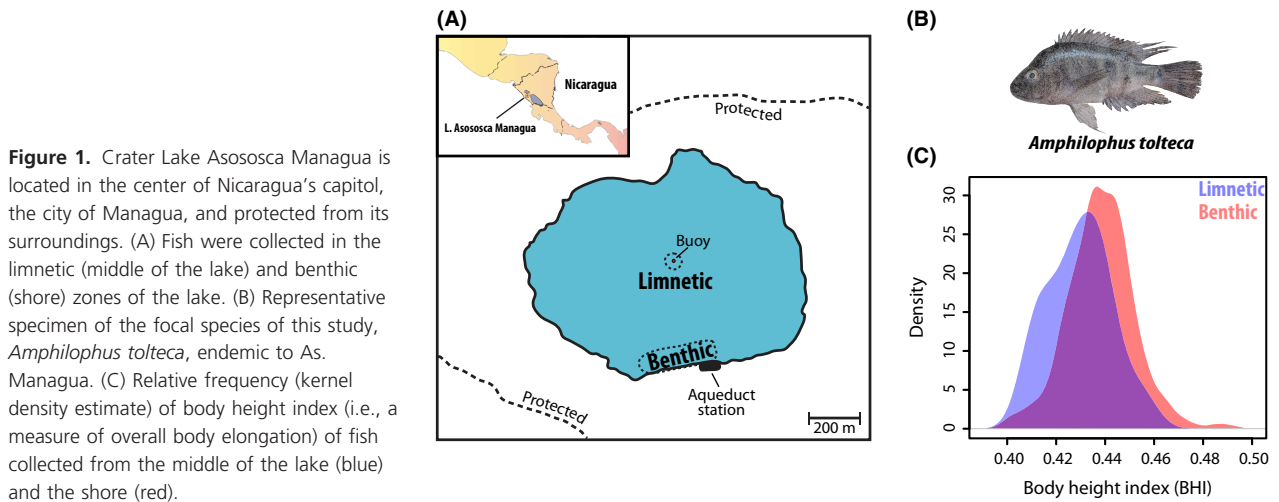 Figure 1. Crater Lake Asososca Managua is
located in the center of Nicaragua's capitol,
the city of Managua, and protected from its
surroundings. (A) Fish were collected in the
limnetic (middle of the lake) and benthic
(shore) zones of the lake. (B) Representative
specimen of the focal species of this study,
Amphilophus tolteca, endemic to As.
Managua. (C) Relative frequency (kernel
density estimate) of body height index (i.e., a
measure of overall body elongation) of fish
collected from the middle of the lake (blue)
and the shore (red).
(A)
Nicaragua
L. Asososca Managua
Protected
Buoy
Limnetic
Benthic
Aqueduct
station
Protected
200 m
(B)
Amphilophus tolteca
(C)
Limnetic
Benthic
Density
30
25
20
15
10
5
0
0.40 0.42 0.44 0.46 0.48 0.50
Body height index (BHI)